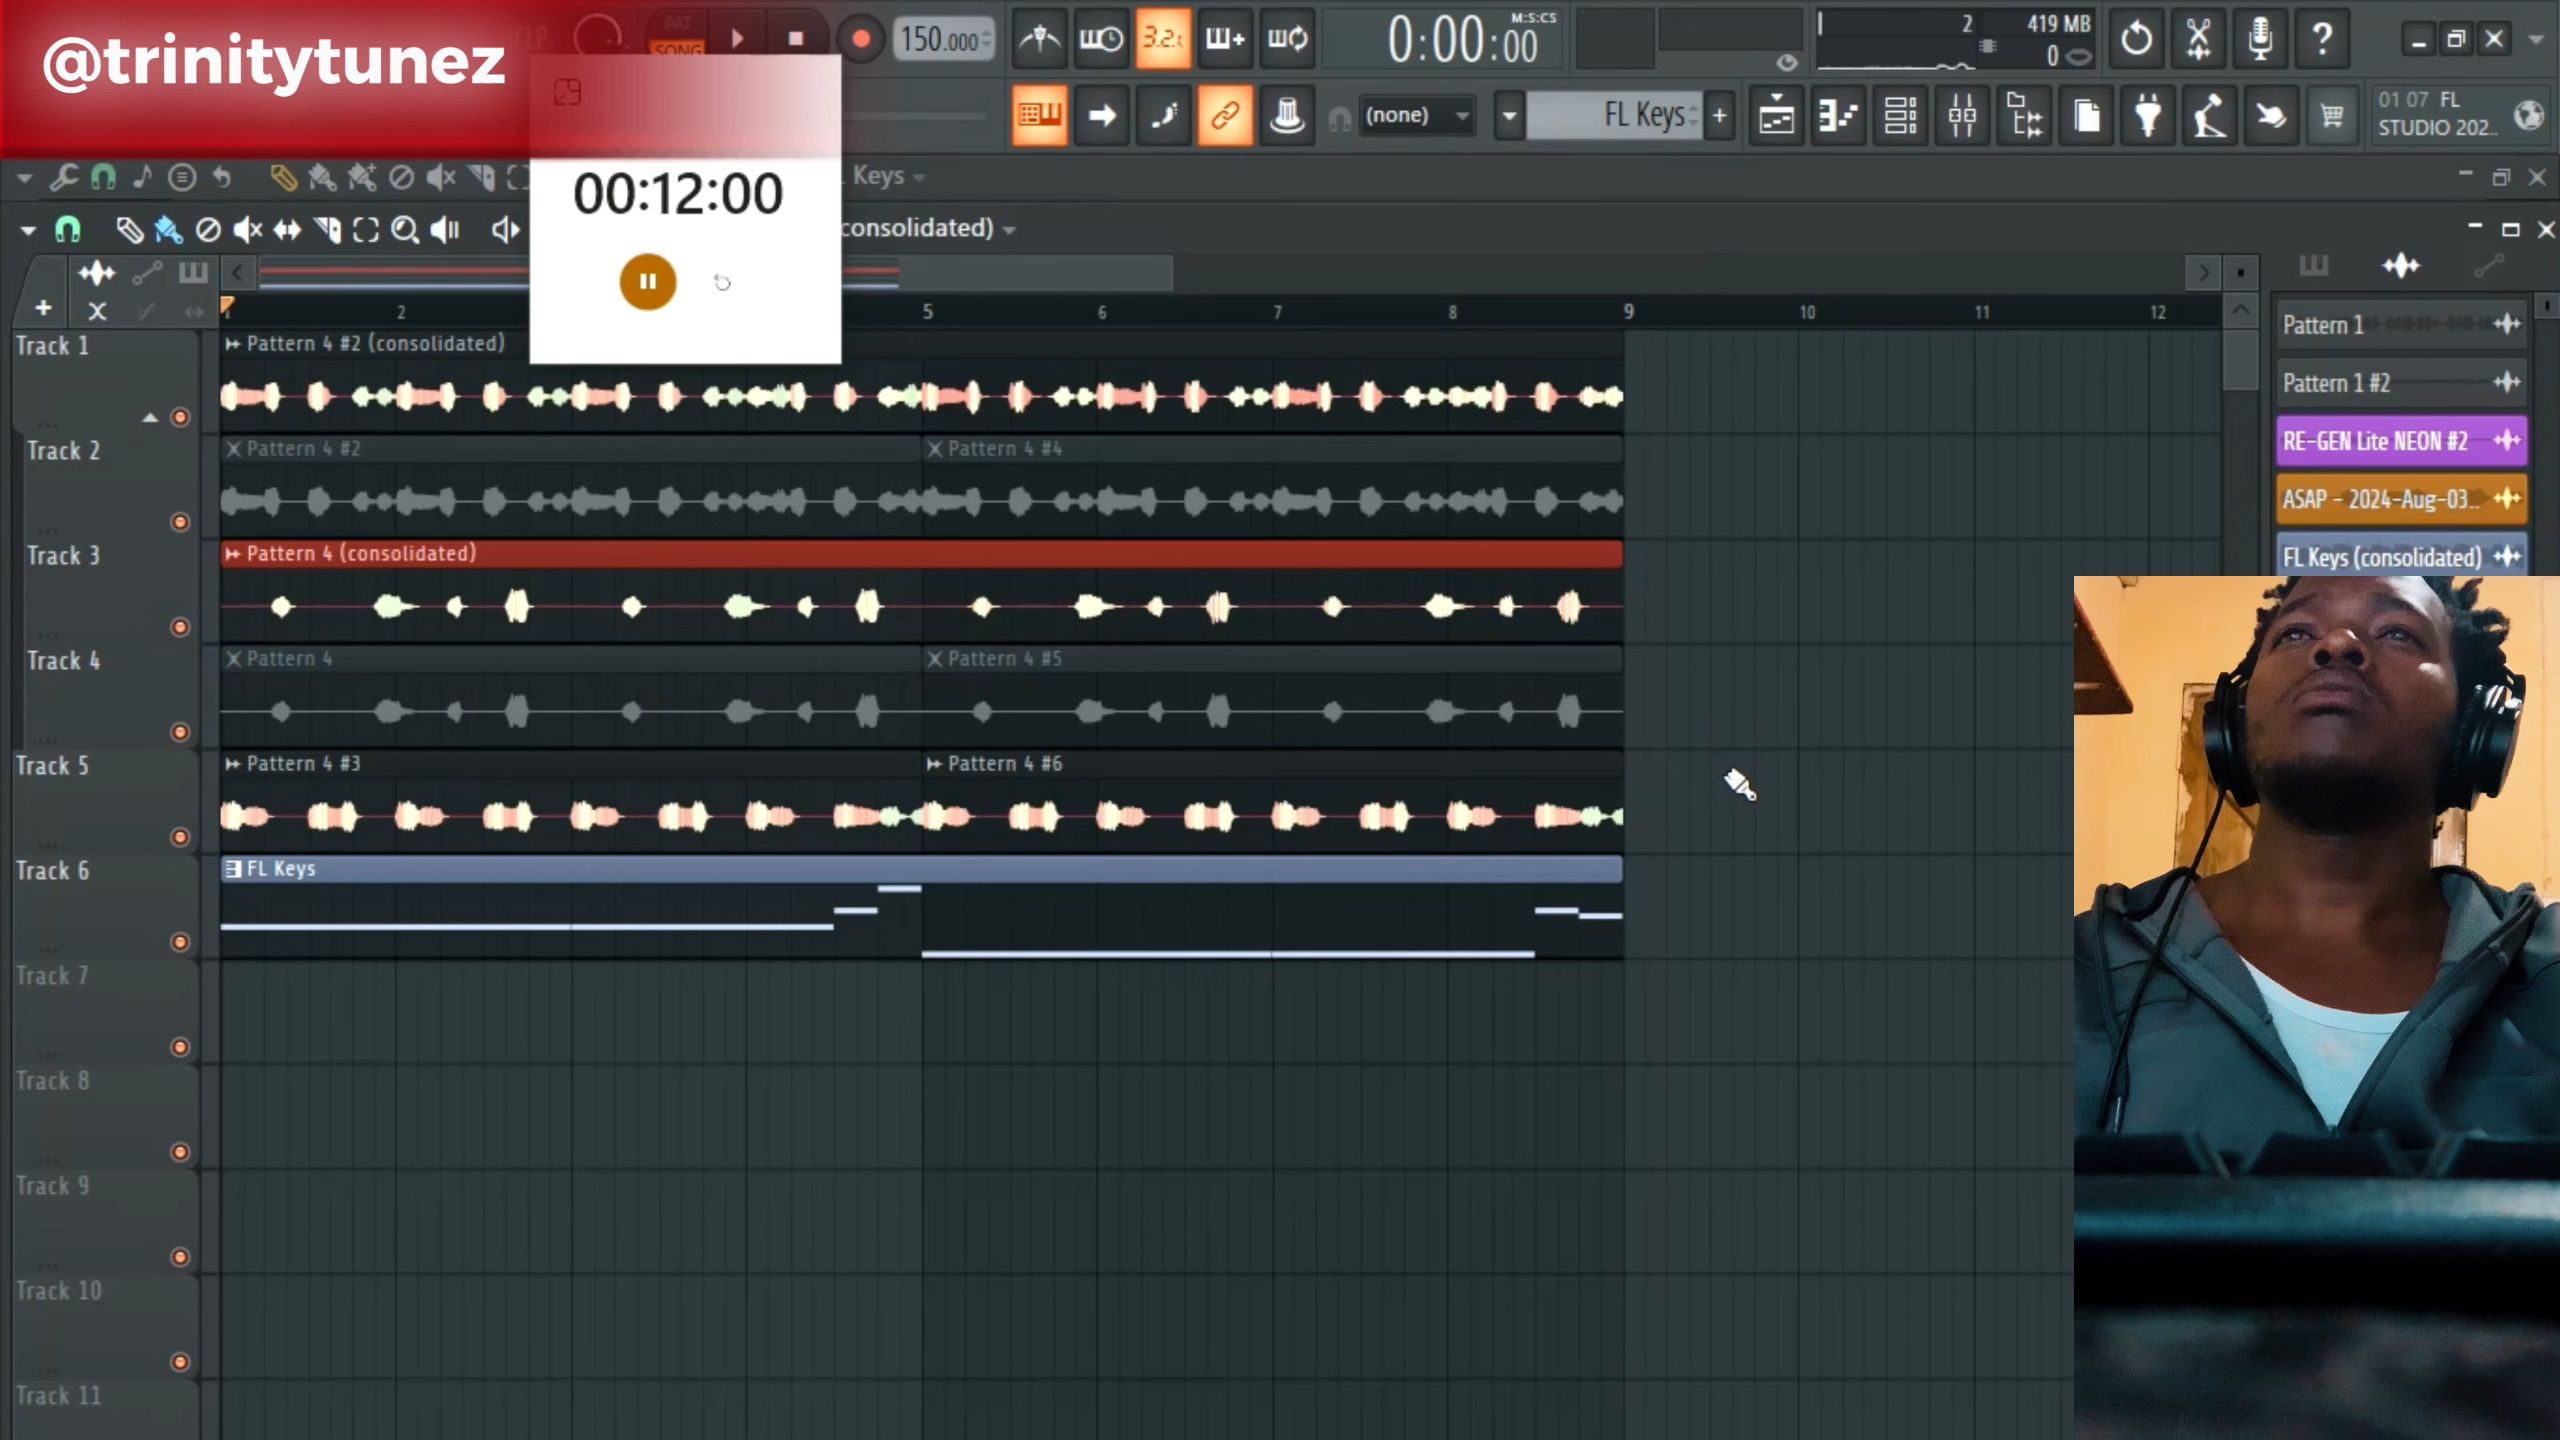 @trinitytunez
HELP
PAT
SONG
150.000
3.2.
0:00:00
M:S:CS
2
419 MB
0
(none)
FL Keys
01 07 FL
STUDIO 202..
Keys
00:12:00
consolidated)
2
5
6
7
8
9
10
11
12
Track 1
Pattern 4 #2 (consolidated)
Track 2
Pattern 4 #2
Pattern 4 #4
Track 3
Pattern 4 (consolidated)
Track 4
Pattern 4
Pattern 4 #5
Track 5
Pattern 4 #3
Pattern 4 #6
Track 6
FL Keys
Track 7
Track 8
Track 9
Track 10
Track 11
Pattern 1
Pattern 1 #2
RE-GEN Lite NEON #2
ASAP - 2024-Aug-03..
FL Keys (consolidated)